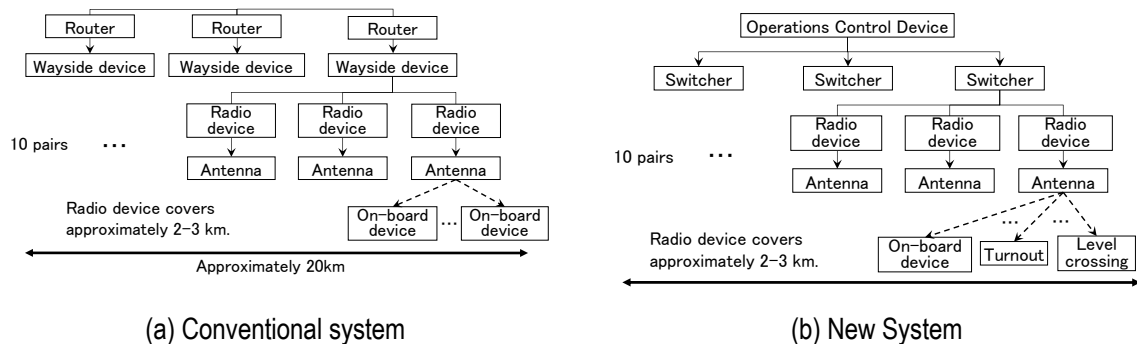 Router Router Router
Wayside device Wayside device Wayside device
Radio device Radio device Radio device
10 pairs ...
Antenna Antenna Antenna
Radio device covers
approximately 2-3 km.
On-board device ... On-board device
Approximately 20km
(a) Conventional system
Operations Control Device
Switcher Switcher Switcher
Radio device Radio device Radio device
10 pairs ...
Antenna Antenna Antenna
... ...
Radio device covers
approximately 2-3 km.
On-board device Turnout Level crossing
(b) New System